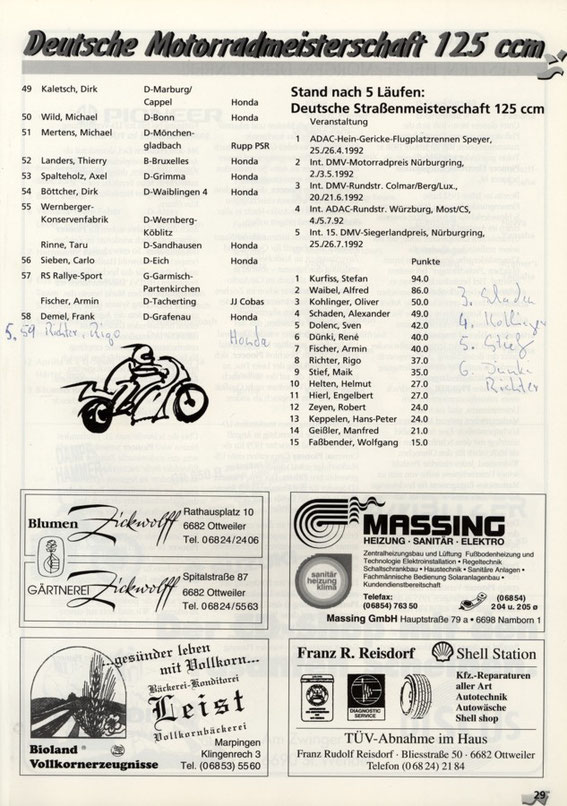 Deutsche Motorradmeisterschaft 125 ccm
49 Kaletsch, Dirk D-Marburg/
Cappel Honda
50 Wild, Michael D-Bonn Honda
51 Mertens, Michael D-Mönchen-
gladbach Rupp PSR
52 Landers, Thierry B-Bruxelles Honda
53 Spalteholz, Axel D-Grimma Honda
54 Böttcher, Dirk D-Waiblingen 4 Honda
55 Wernberger-
Konservenfabrik D-Wernberg-
Köblitz
Rinne, Taru D-Sandhausen Honda
56 Sieben, Carlo D-Eich Honda
57 RS Rallye-Sport G-Garmisch-
Partenkirchen
Fischer, Armin D-Tacherting JJ Cobas
58 Demel, Frank D-Grafenau Honda
5. 59 Richter, Rigo Honda
Stand nach 5 Läufen:
Deutsche Straßenmeisterschaft 125 ccm
Veranstaltung
1 ADAC-Hein-Gericke-Flugplatzrennen Speyer,
25./26.4.1992
2 Int. DMV-Motorradpreis Nürburgring,
2./3.5.1992
3 Int. DMV-Rundstr. Colmar/Berg/Lux.,
20./21.6.1992
4 Int. ADAC-Rundstr. Würzburg, Most/CS,
4./5.7.92
5 Int. 15. DMV-Siegerlandpreis, Nürburgring,
25./26.7.1992
Punkte
1 Kurfiss, Stefan 94.0
2 Waibel, Alfred 86.0
3 Kohlinger, Oliver 50.0
4 Schaden, Alexander 49.0
5 Dolenc, Sven 42.0
6 Dünki, René 40.0
7 Fischer, Armin 40.0
8 Richter, Rigo 37.0
9 Stief, Maik 35.0
10 Helten, Helmut 27.0
11 Hierl, Engelbert 27.0
12 Zeyen, Robert 24.0
13 Keppelen, Hans-Peter 24.0
14 Geißler, Manfred 21.0
15 Faßbender, Wolfgang 15.0
3. Schaden
4. Kohlinger
5. Stief
6. Dünki
Richter
Blumen Zickwolff
Rathausplatz 10
6682 Ottweiler
Tel. 06824/2406
GÄRTNEREI Zickwolff
Spitalstraße 87
6682 Ottweiler
Tel. 06824/5563
MASSING
HEIZUNG · SANITÄR · ELEKTRO
Zentralheizungsbau und Lüftung Fußbodenheizung und
Technologie Elektroinstallation • Regeltechnik
Schaltschrankbau • Haustechnik • Sanitäre Anlagen •
Fachmännische Bedienung Solaranlagenbau •
Kundendienstbereitschaft
sanitär
heizung
klima
Telefax:
(06854) 763 50
(06854)
204 u. 205 ø
Massing GmbH Hauptstraße 79 a • 6698 Namborn 1
...gesünder leben
mit Vollkorn...
Bäckerei-Konditorei
Leist
Vollkornbäckerei
Bioland ®
Vollkornerzeugnisse
Marpingen
Klingenrech 3
Tel. (06853) 5560
Franz R. Reisdorf Shell Station
DIAGNOSTIC
SERVICE
Kfz.-Reparaturen
aller Art
Autotechnik
Autowäsche
Shell shop
TÜV-Abnahme im Haus
Franz Rudolf Reisdorf · Bliesstraße 50 · 6682 Ottweiler
Telefon (06824) 2184
29